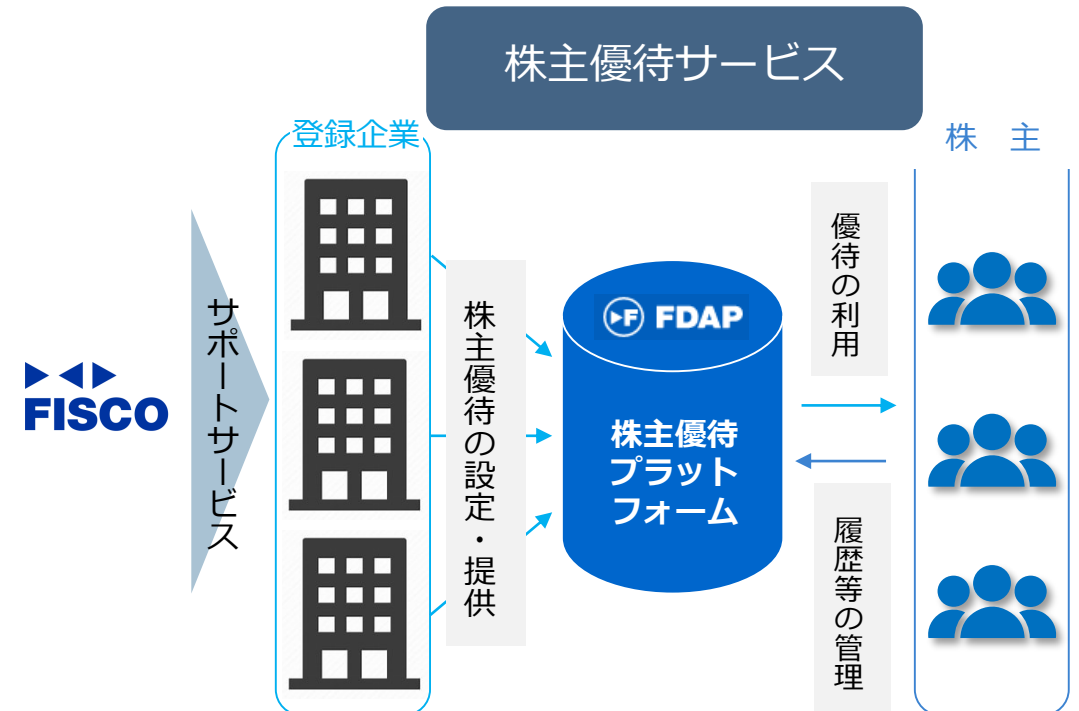 株主優待サービス
登録企業
株 主
FISCO
サポートサービス
株主優待の設定・提供
F FDAP
株主優待
プラット
フォーム
優待の利用
履歴等の管理